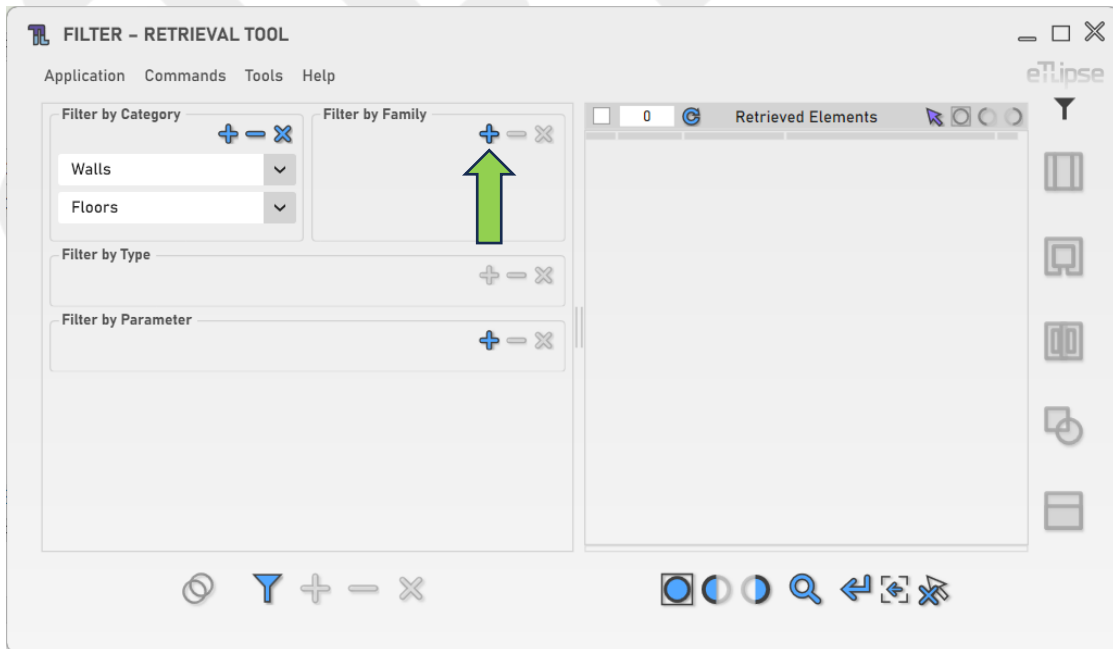 FILTER – RETRIEVAL TOOL
Application Commands Tools Help
eTLipse
Filter by Category
Filter by Family
0 Retrieved Elements
Walls
Floors
Filter by Type
Filter by Parameter